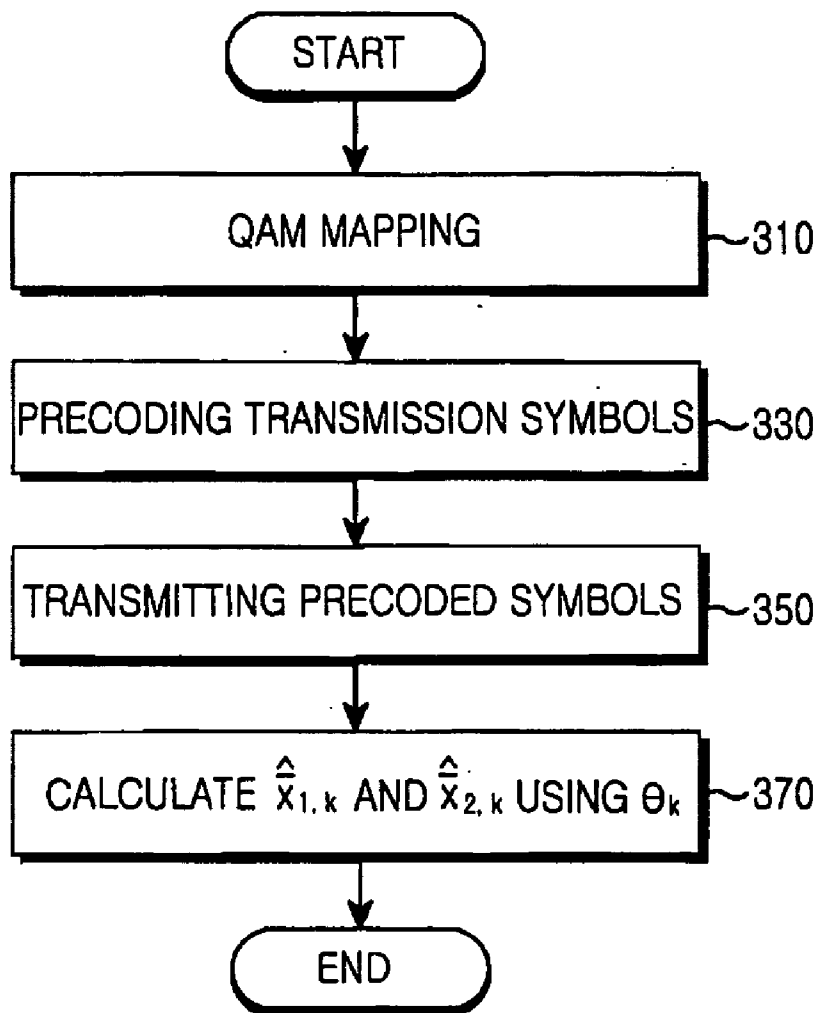 START
QAM MAPPING
310
PRECODING TRANSMISSION SYMBOLS
330
TRANSMITTING PRECODED SYMBOLS
350
CALCULATE x̲̂₁,ₖ AND x̲̂₂,ₖ USING θₖ
370
END